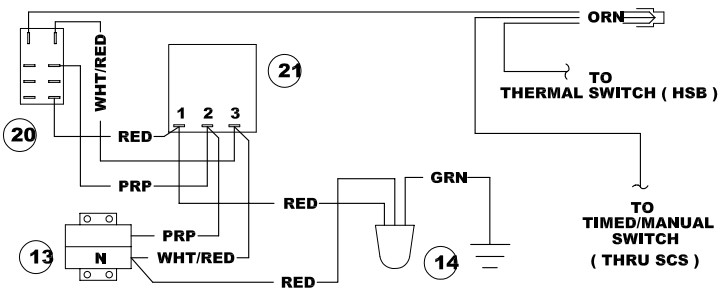 ORN
WHT/RED
21
TO
THERMAL SWITCH ( HSB )
1 2 3
20
RED
PRP
GRN
RED
TO
TIMED/MANUAL
SWITCH
( THRU SCS )
PRP
13
N
WHT/RED
14
RED